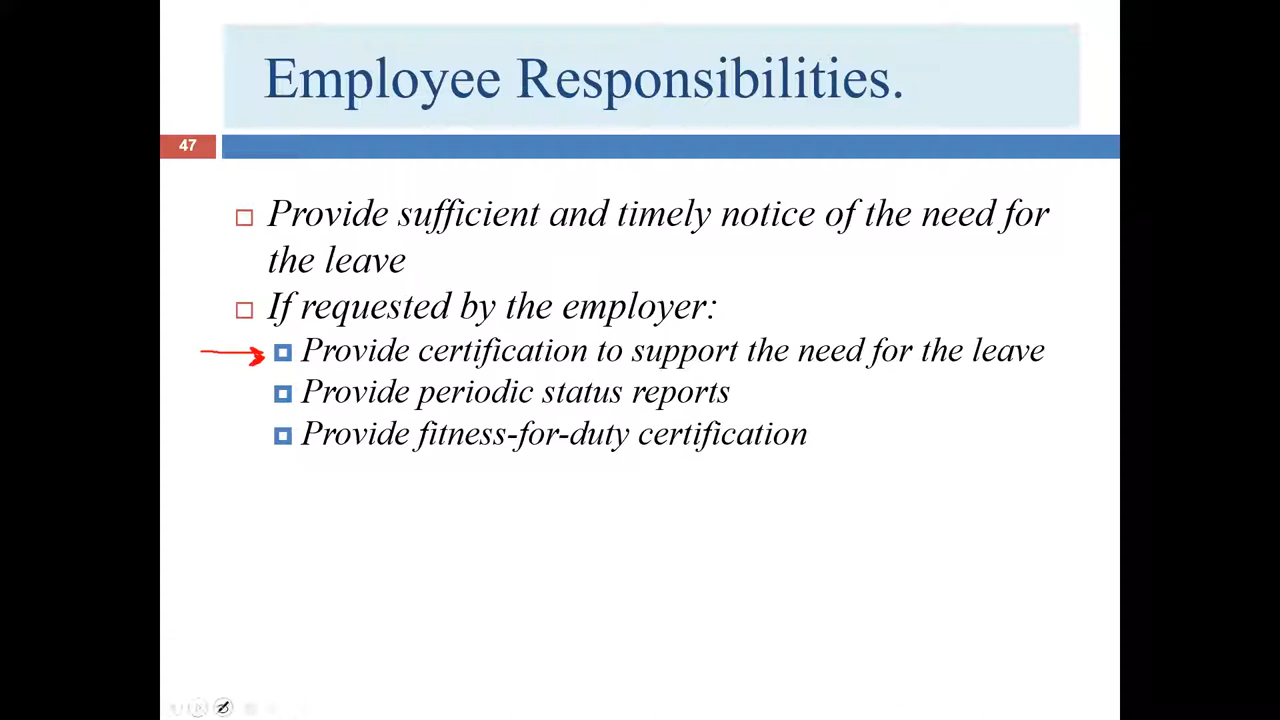 Employee Responsibilities.
47
Provide sufficient and timely notice of the need for
the leave
If requested by the employer:
Provide certification to support the need for the leave
Provide periodic status reports
Provide fitness-for-duty certification